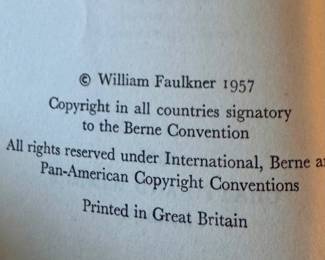 © William Faulkner 1957
Copyright in all countries signatory
to the Berne Convention
All rights reserved under International, Berne
Pan-American Copyright Conventions
Printed in Great Britain